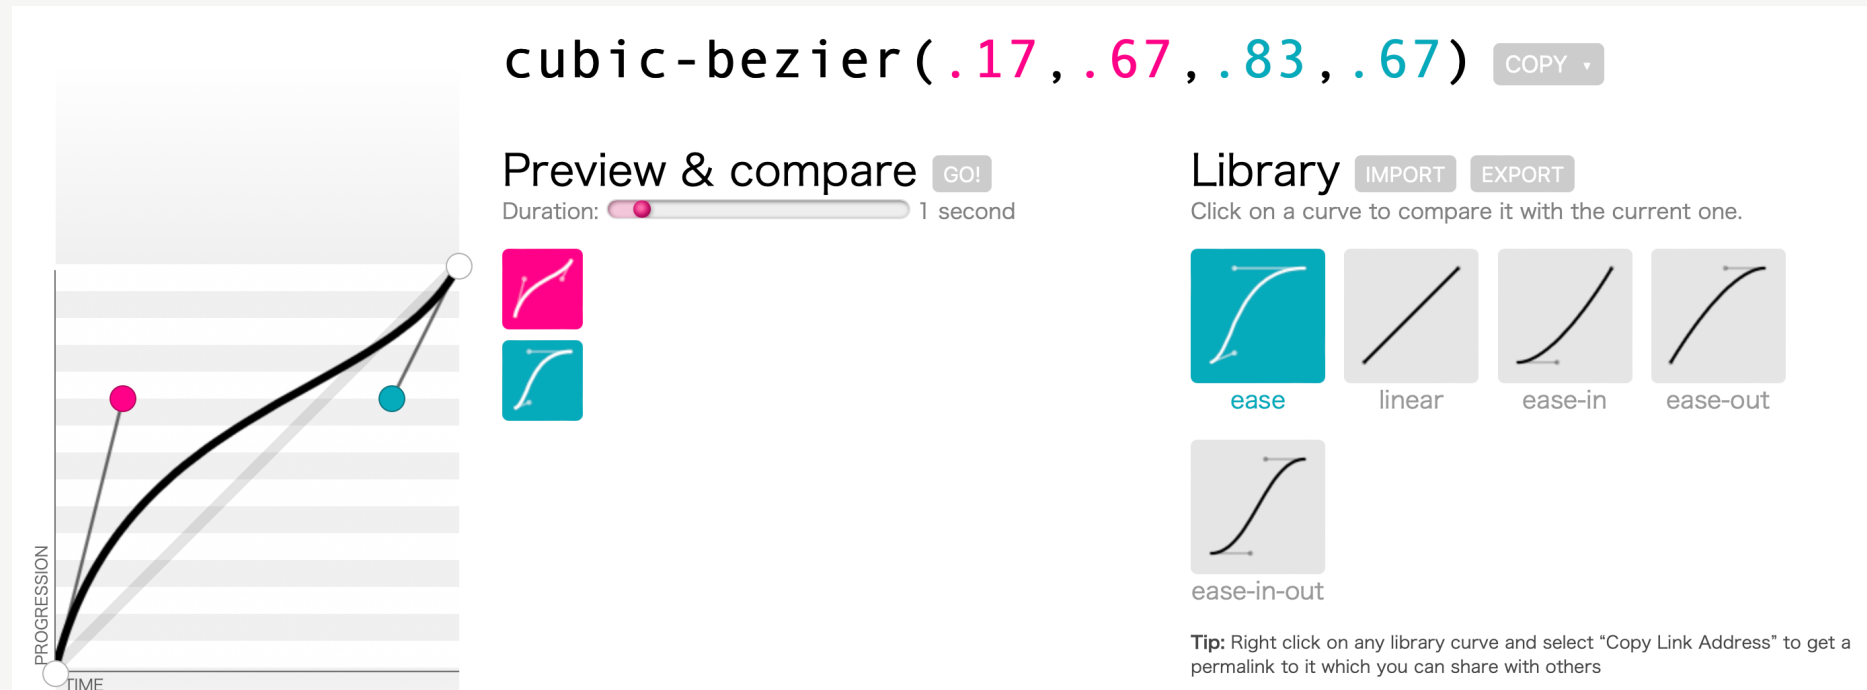 cubic-bezier(.17,.67,.83,.67) COPY ▾
Preview & compare GO!
Duration: 1 second
Library IMPORT EXPORT
Click on a curve to compare it with the current one.
ease linear ease-in ease-out
ease-in-out
Tip: Right click on any library curve and select “Copy Link Address” to get a
permalink to it which you can share with others
PROGRESSION
TIME